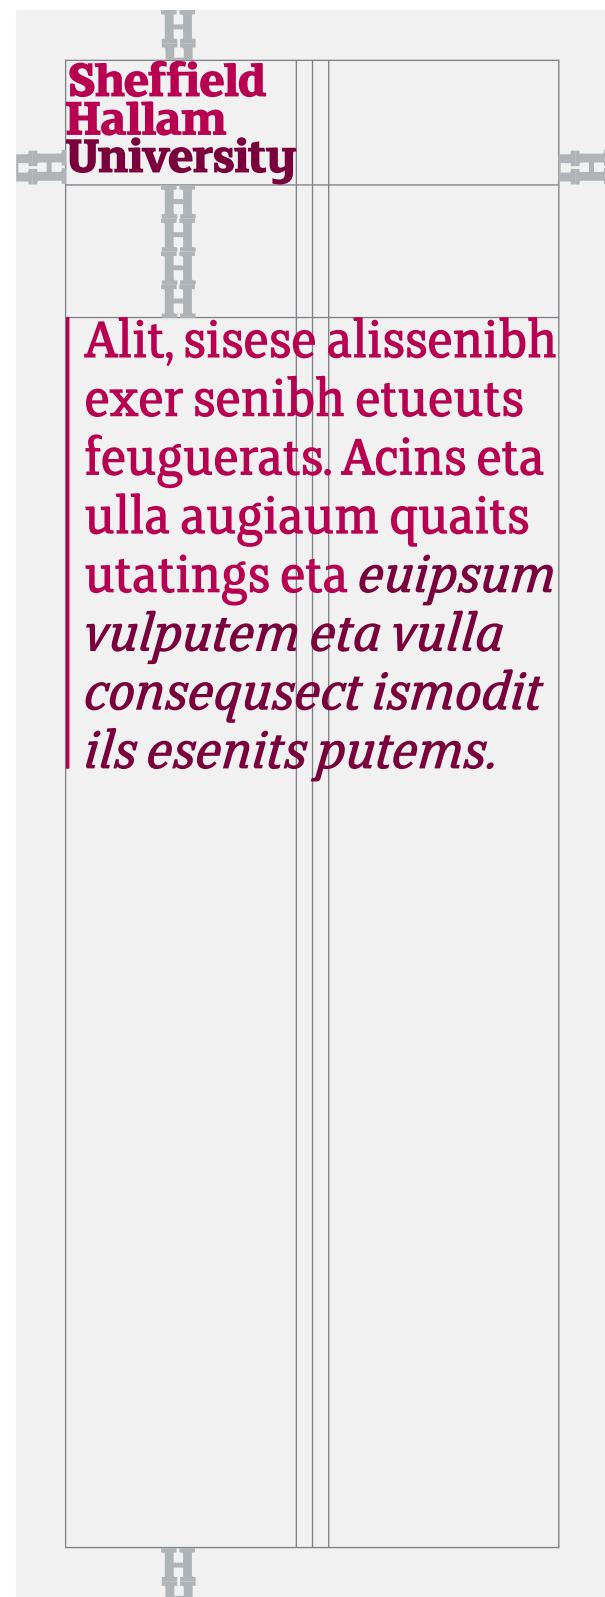 Sheffield
Hallam
University
Alit, sisese alissenibh
exer senibh etueuts
feuguerats. Acins eta
ulla augiaum quaits
utatings eta euipsum
vulputem eta vulla
consequsect ismodit
ils esenits putems.